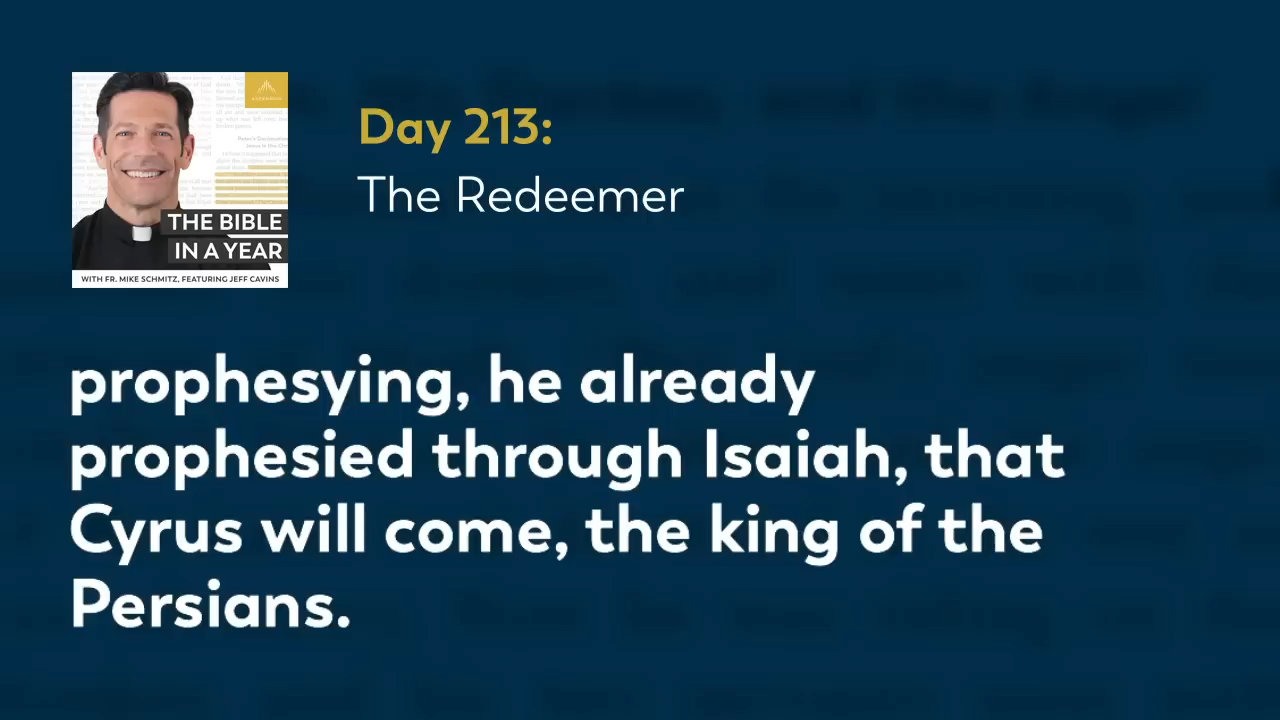 Day 213:
The Redeemer
THE BIBLE
IN A YEAR
WITH FR. MIKE SCHMITZ, FEATURING JEFF CAVINS
prophesying, he already
prophesied through Isaiah, that
Cyrus will come, the king of the
Persians.